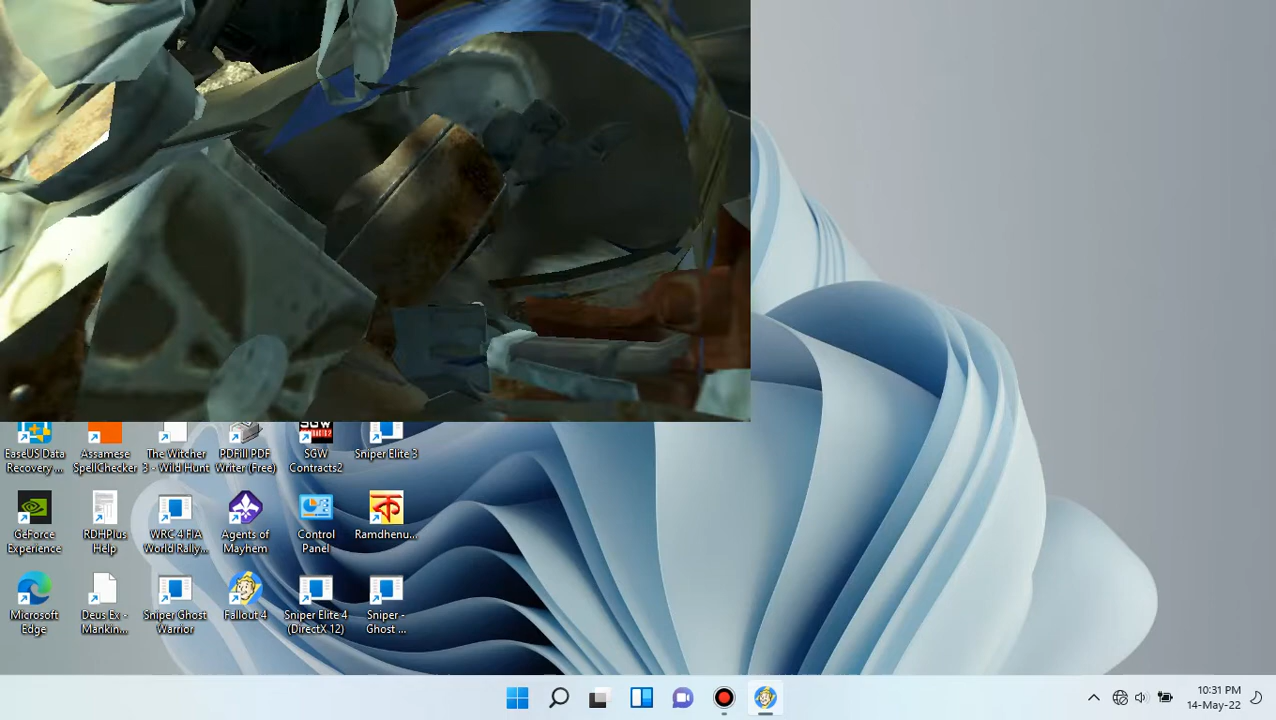 SGW
CONTRACTS2
EaseUS Data
Recovery ...
Assamese
SpellChecker
The Witcher
3 - Wild Hunt
PDFill PDF
Writer (Free)
SGW
Contracts2
Sniper Elite 3
ৰু
GeForce
Experience
RDHPlus
Help
WRC 4 FIA
World Rally...
Agents of
Mayhem
Control
Panel
Ramdhenu...
Microsoft
Edge
Deus Ex -
Mankin...
Sniper Ghost
Warrior
Fallout 4
Sniper Elite 4
(DirectX 12)
Sniper -
Ghost ...
10:31 PM
14-May-22